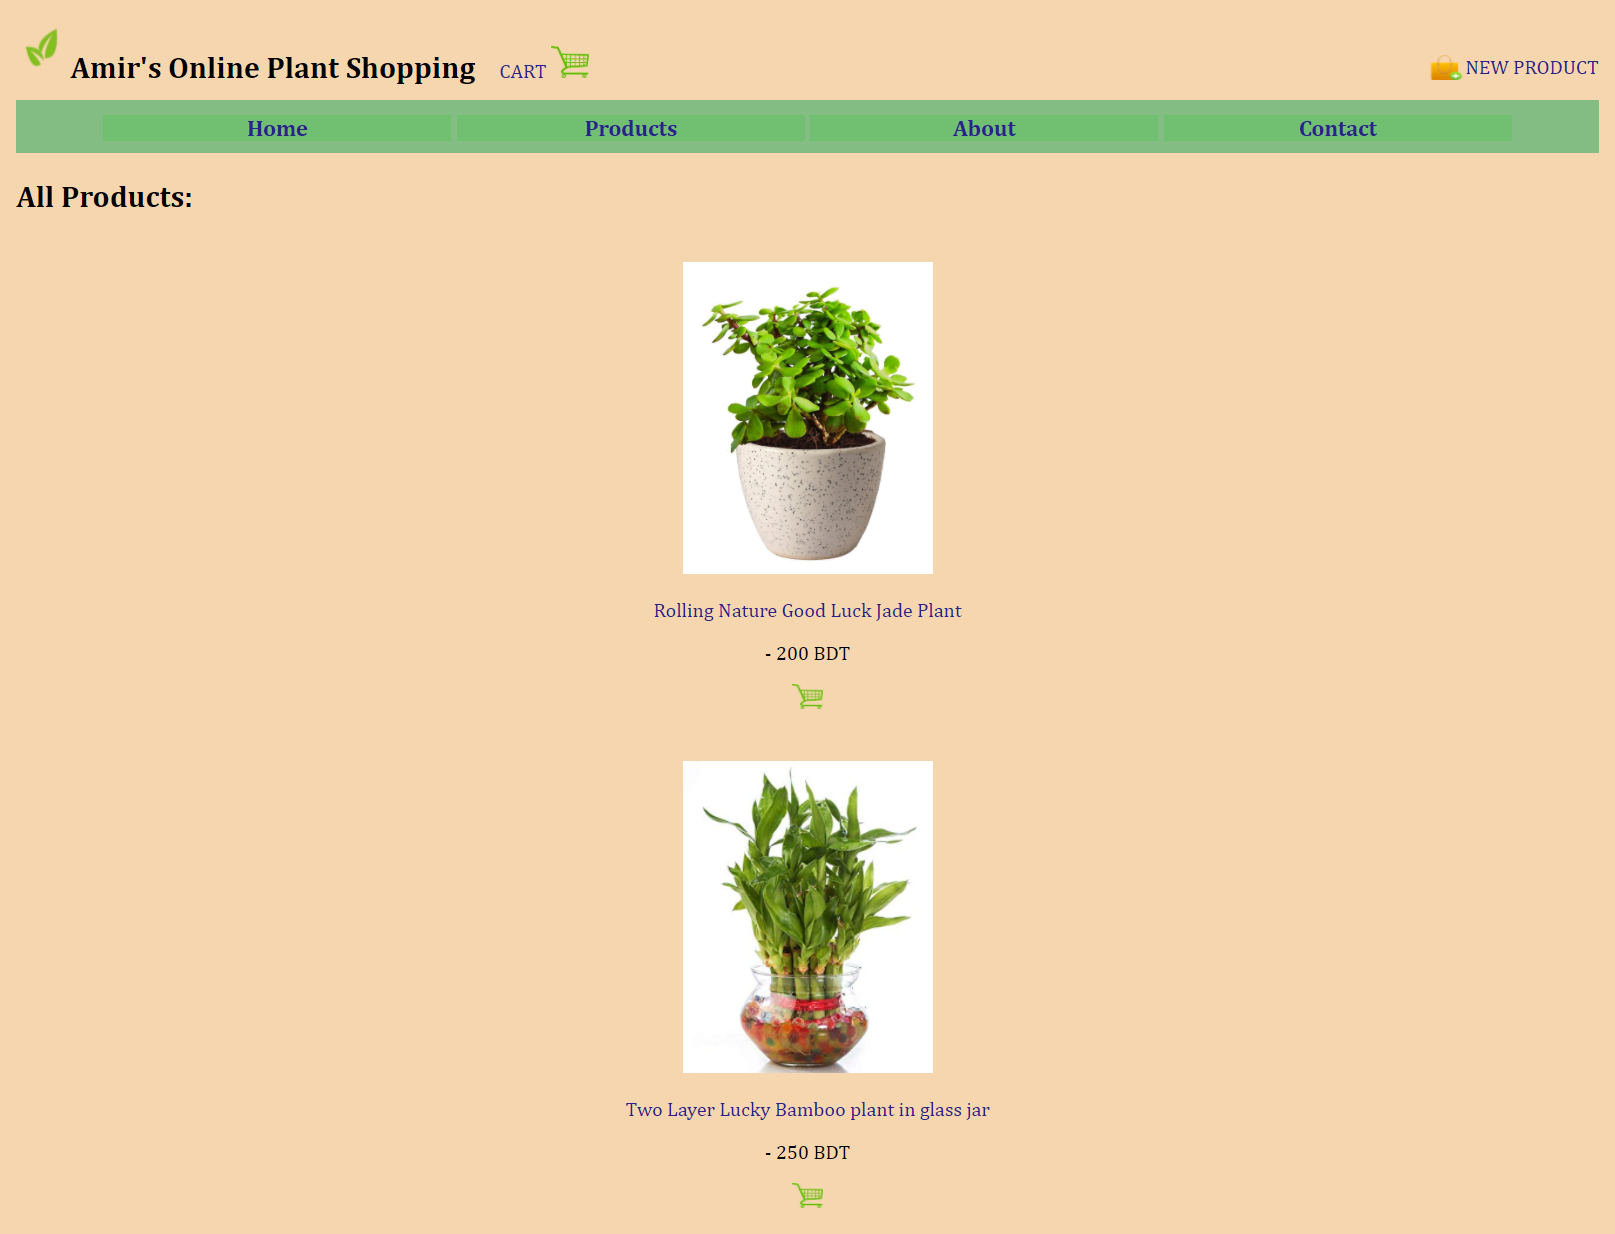 Amir's Online Plant Shopping CART NEW PRODUCT
Home Products About Contact
All Products:
Rolling Nature Good Luck Jade Plant
- 200 BDT
Two Layer Lucky Bamboo plant in glass jar
- 250 BDT